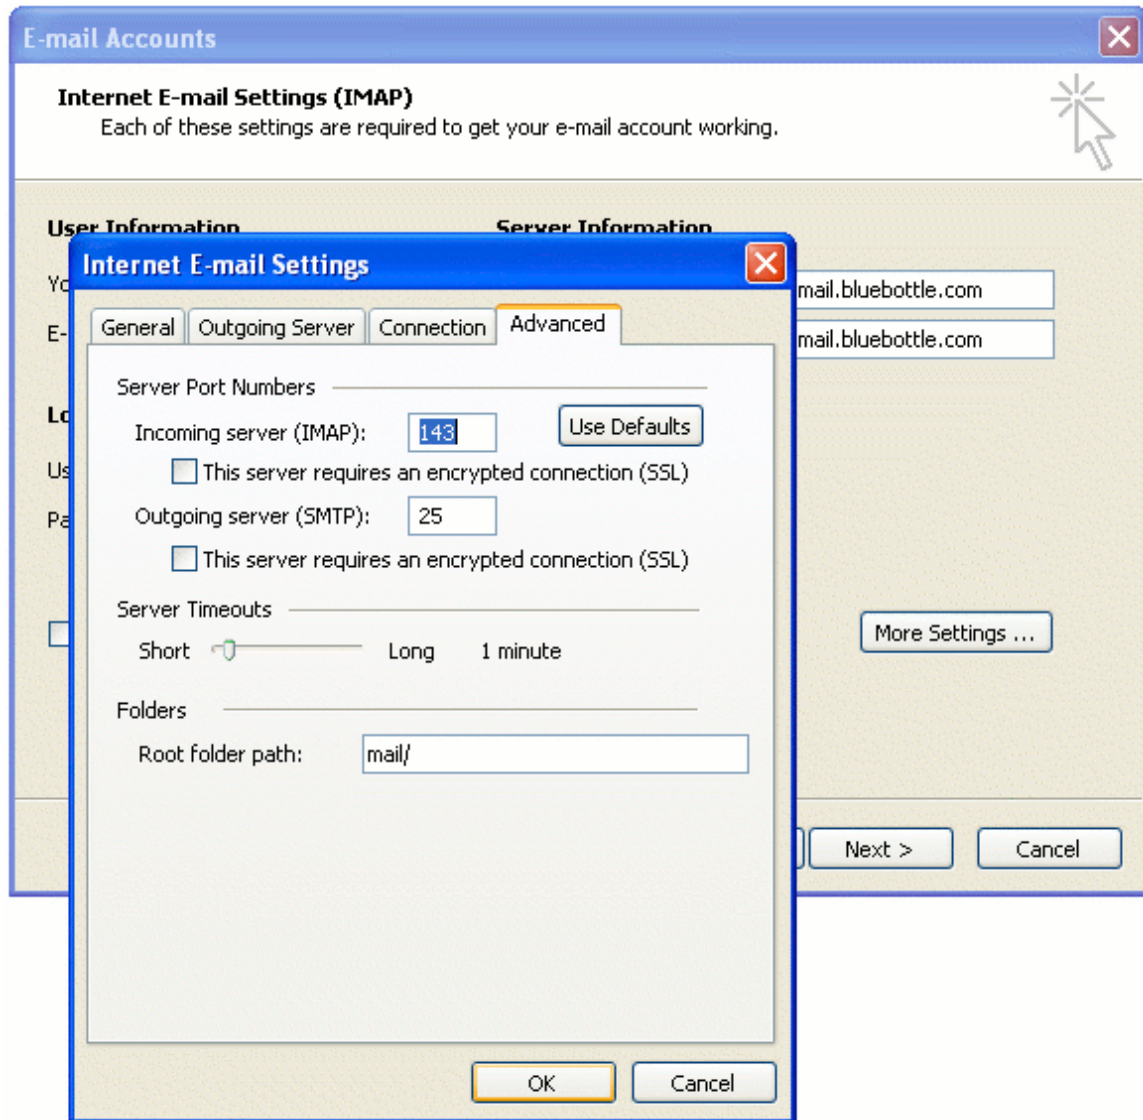 E-mail Accounts
Internet E-mail Settings (IMAP)
Each of these settings are required to get your e-mail account working.
User Information Server Information
mail.bluebottle.com
mail.bluebottle.com
More Settings ...
Next > Cancel
Internet E-mail Settings
General Outgoing Server Connection Advanced
Server Port Numbers
Incoming server (IMAP): 143 Use Defaults
This server requires an encrypted connection (SSL)
Outgoing server (SMTP): 25
This server requires an encrypted connection (SSL)
Server Timeouts
Short Long 1 minute
Folders
Root folder path: mail/
OK Cancel